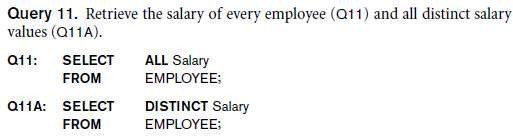 Query 11. Retrieve the salary of every employee (Q11) and all distinct salary
values (Q11A).
Q11: SELECT ALL Salary
FROM EMPLOYEE;
Q11A: SELECT DISTINCT Salary
FROM EMPLOYEE;